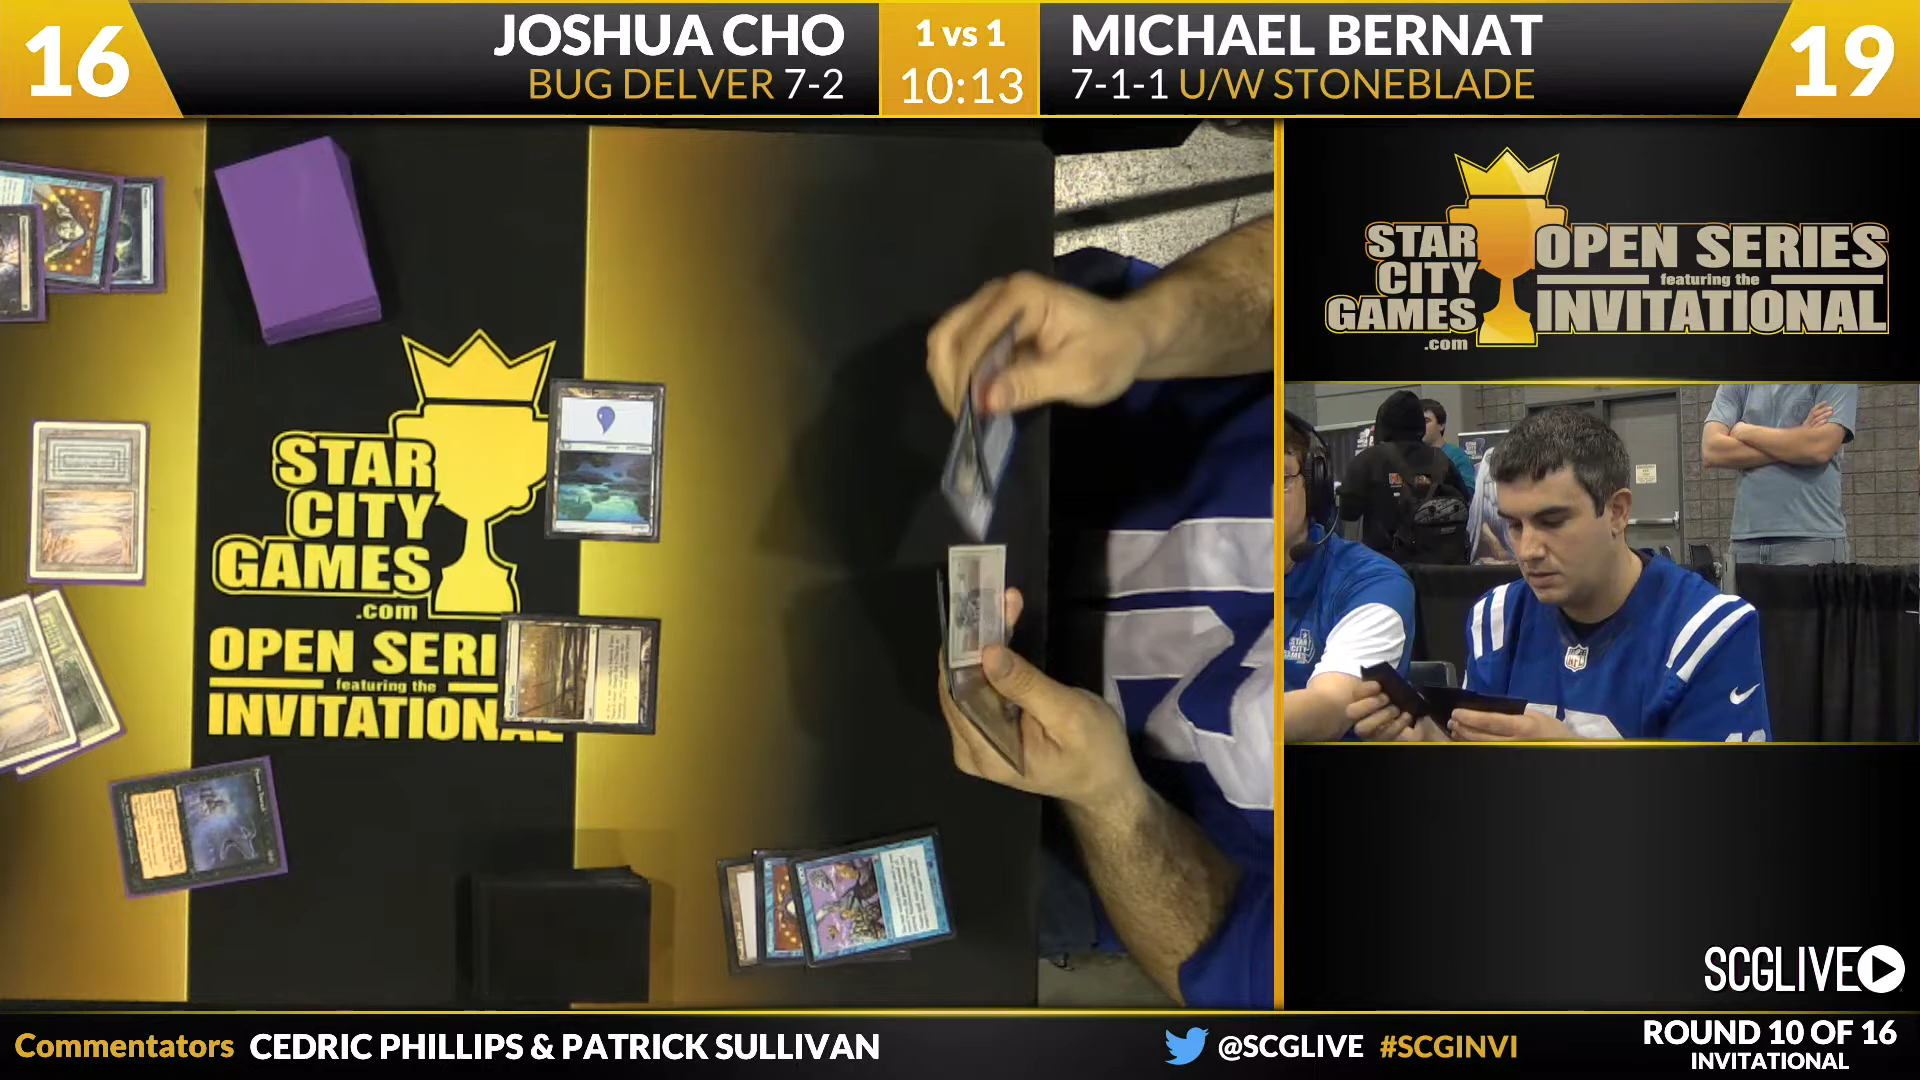 16
JOSHUA CHO
BUG DELVER 7-2
1 vs 1
10:13
MICHAEL BERNAT
7-1-1 U/W STONEBLADE
19
STAR
CITY
GAMES
.com
OPEN SERI
featuring the
INVITATION
STAR
CITY
GAMES
.com
OPEN SERIES
featuring the
INVITATIONAL
NFL
SCGLIVE
Commentators CEDRIC PHILLIPS & PATRICK SULLIVAN
@SCGLIVE #SCGINVI
ROUND 10 OF 16
INVITATIONAL